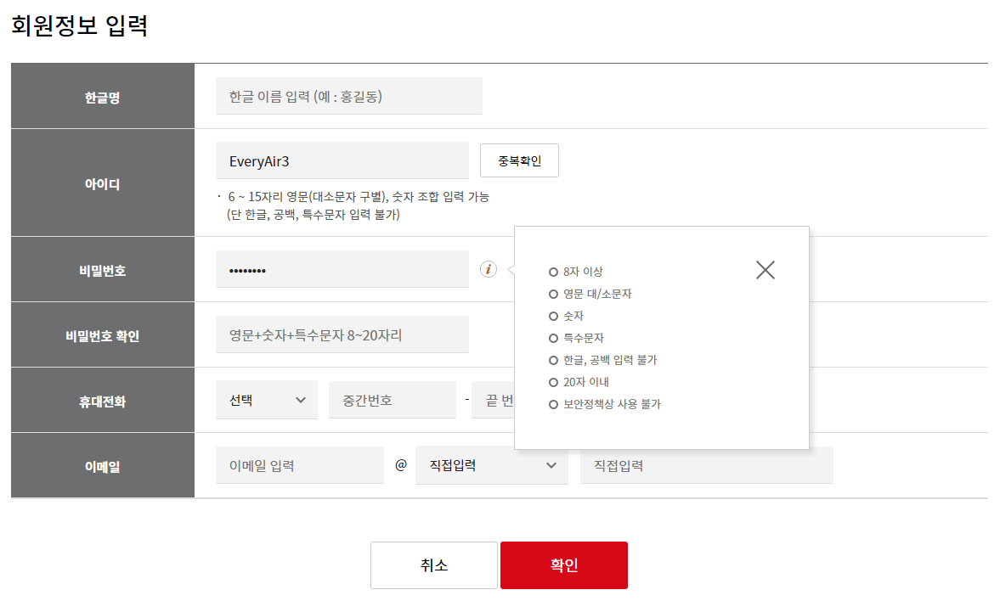 회원정보 입력
한글명
한글 이름 입력 (예 : 홍길동)
아이디
EveryAir3
중복확인
· 6 ~ 15자리 영문(대소문자 구별), 숫자 조합 입력 가능
(단 한글, 공백, 특수문자 입력 불가)
비밀번호
••••••••
i
8자 이상
영문 대/소문자
숫자
특수문자
한글, 공백 입력 불가
20자 이내
보안정책상 사용 불가
비밀번호 확인
영문+숫자+특수문자 8~20자리
휴대전화
선택
중간번호
-
끝 번
이메일
이메일 입력
@
직접입력
직접입력
취소
확인